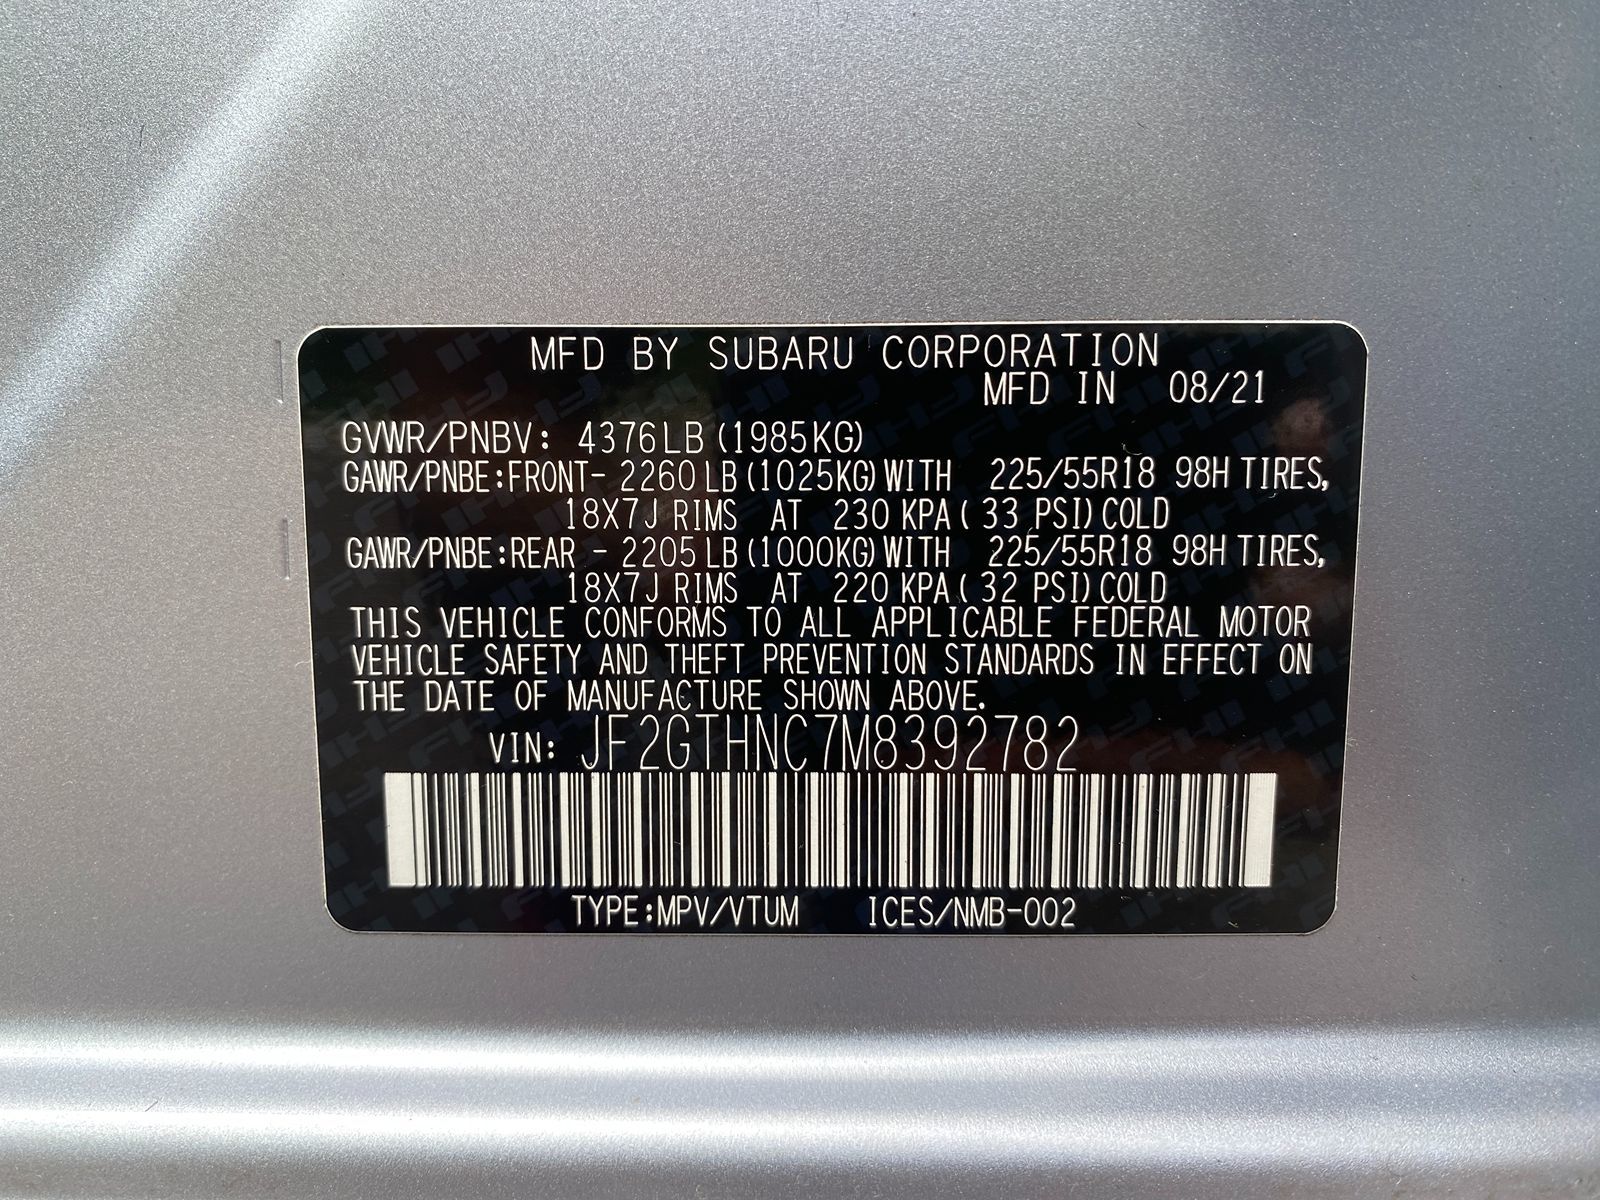 MFD BY SUBARU CORPORATION
MFD IN 08/21
GVWR/PNBV: 4376LB(1985KG)
GAWR/PNBE:FRONT- 2260LB(1025KG)WITH 225/55R18 98H TIRES,
18X7J RIMS AT 230 KPA( 33 PSI)COLD
GAWR/PNBE:REAR - 2205LB(1000KG)WITH 225/55R18 98H TIRES,
18X7J RIMS AT 220 KPA( 32 PSI)COLD
THIS VEHICLE CONFORMS TO ALL APPLICABLE FEDERAL MOTOR
VEHICLE SAFETY AND THEFT PREVENTION STANDARDS IN EFFECT ON
THE DATE OF MANUFACTURE SHOWN ABOVE.
VIN: JF2GTHNC7M8392782
TYPE:MPV/VTUM ICES/NMB-002